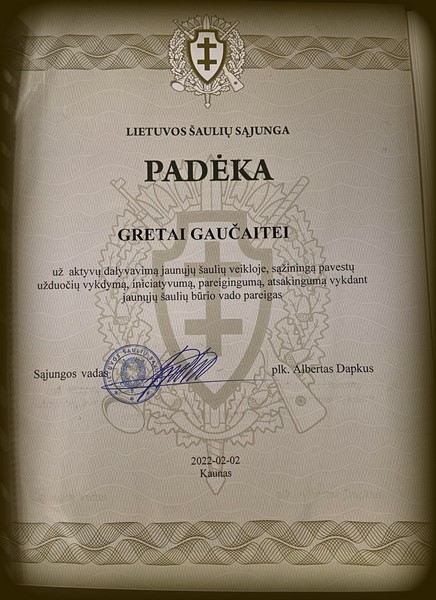 LIETUVOS ŠAULIŲ SĄJUNGA
PADĖKA
GRETAI GAUČAITEI
už aktyvų dalyvavimą jaunųjų šaulių veikloje, sąžiningą pavestų
užduočių vykdymą, iniciatyvumą, pareigingumą, atsakingumą vykdant
jaunųjų šaulių būrio vado pareigas
Sąjungos vadas
plk. Albertas Dapkus
2022-02-02
Kaunas